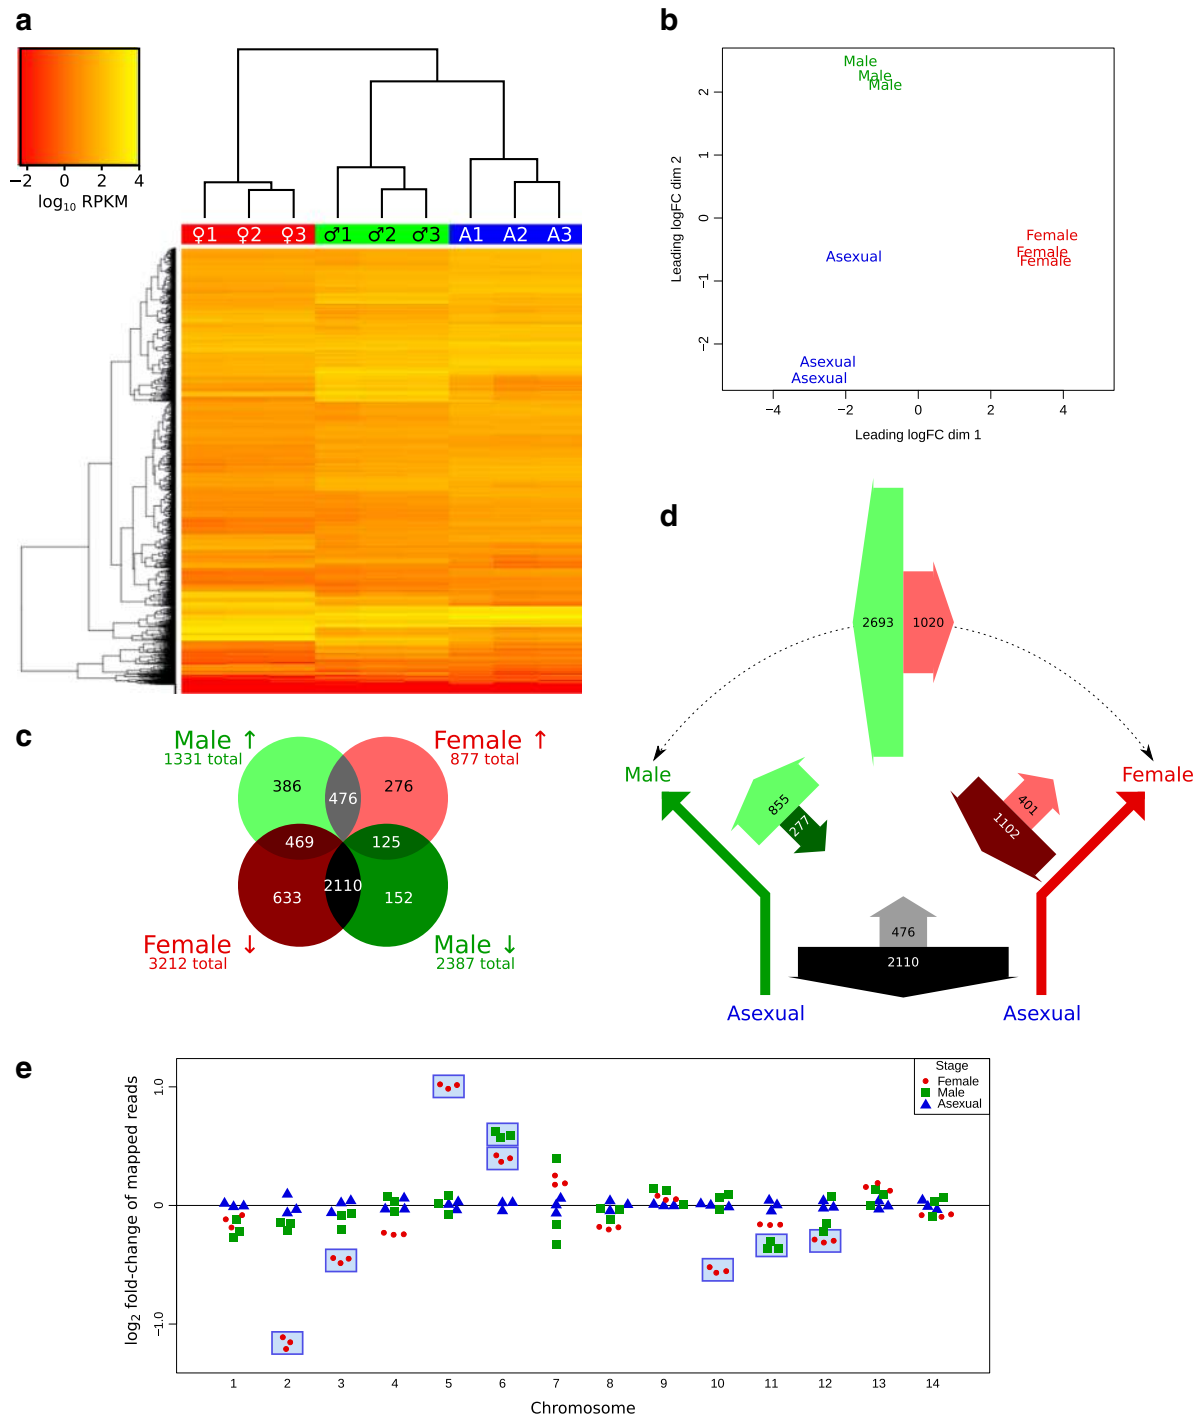 a
−2 0 2 4
log10 RPKM
♀1 ♀2 ♀3 ♂1 ♂2 ♂3 A1 A2 A3
b
Male
Male
Male
Female
Female
Female
Asexual
Asexual
Asexual
2
1
0
−1
−2
Leading logFC dim 2
−4 −2 0 2 4
Leading logFC dim 1
c
Male ↑
1331 total
Female ↑
877 total
386
476
276
469
125
633
2110
152
Female ↓
3212 total
Male ↓
2387 total
d
2693 1020
Male
Female
855
277
401
1102
476
2110
Asexual
Asexual
e
log2 fold-change of mapped reads
1.0
0
−1.0
Stage
Female
Male
Asexual
1 2 3 4 5 6 7 8 9 10 11 12 13 14
Chromosome